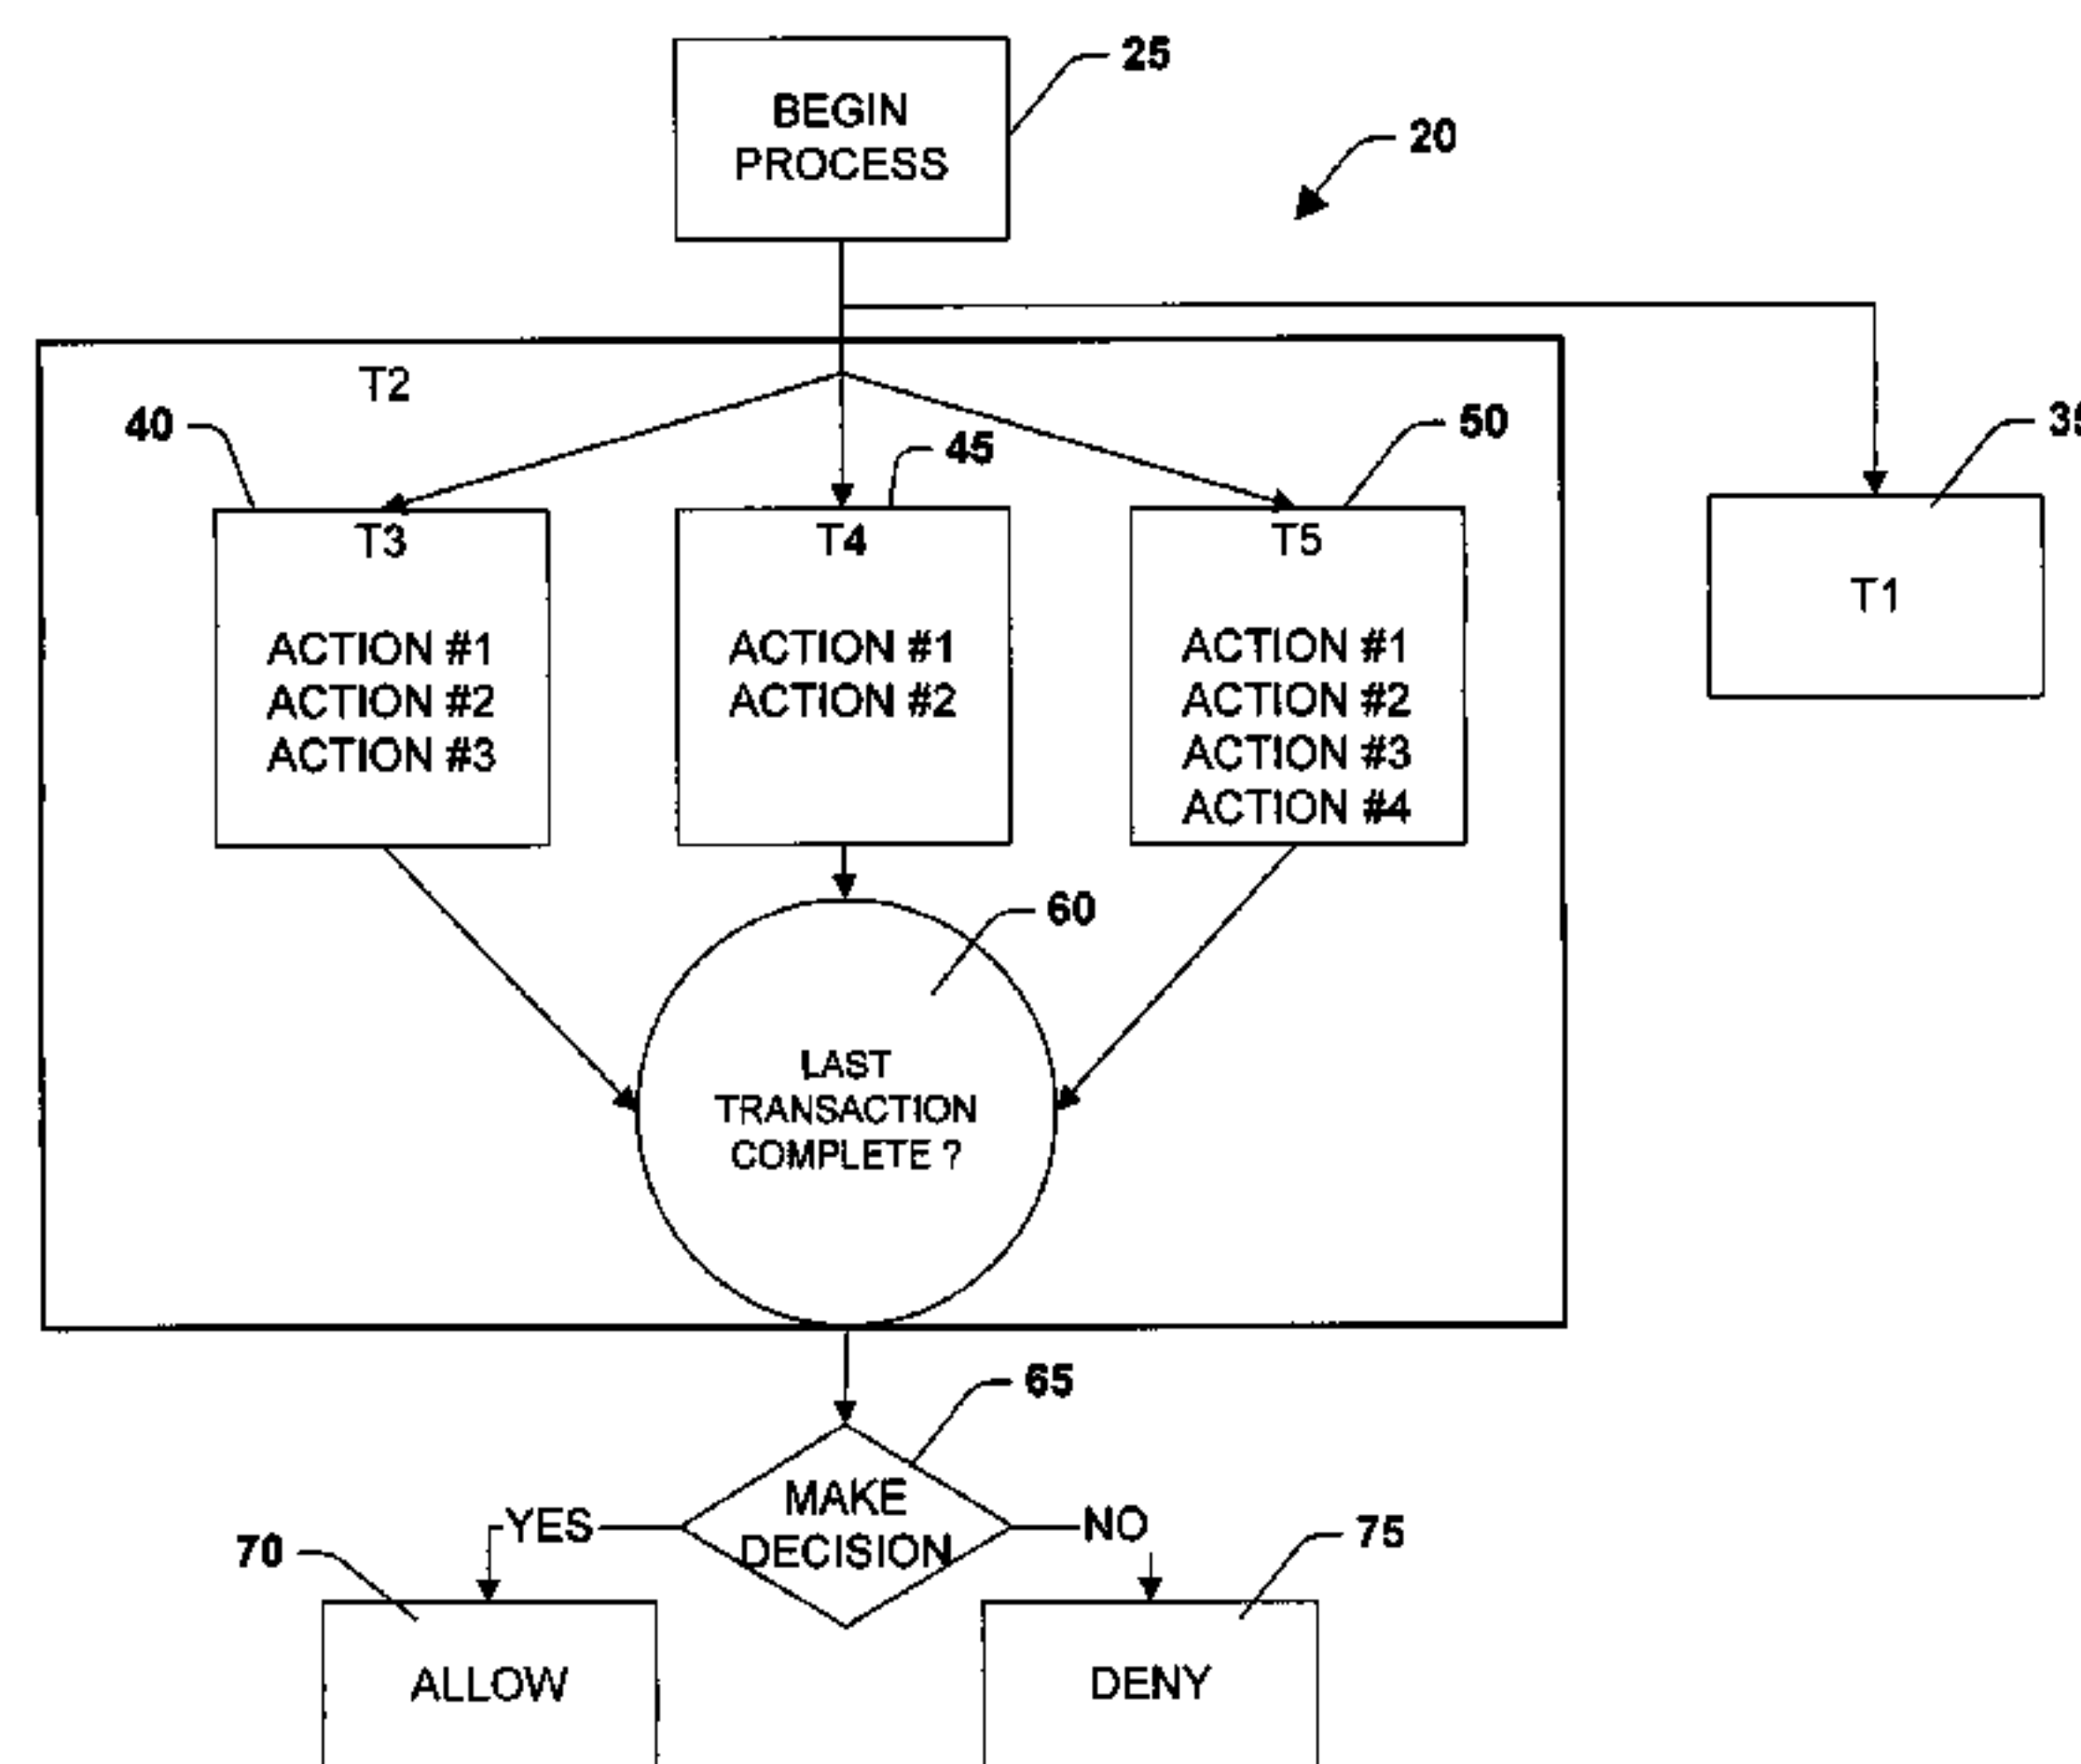 25
BEGIN
PROCESS
20
T2
40
45
50
T3
ACTION #1
ACTION #2
ACTION #3
T4
ACTION #1
ACTION #2
T5
ACTION #1
ACTION #2
ACTION #3
ACTION #4
T1
60
LAST
TRANSACTION
COMPLETE ?
65
MAKE
DECISION
YES
NO
70
75
ALLOW
DENY